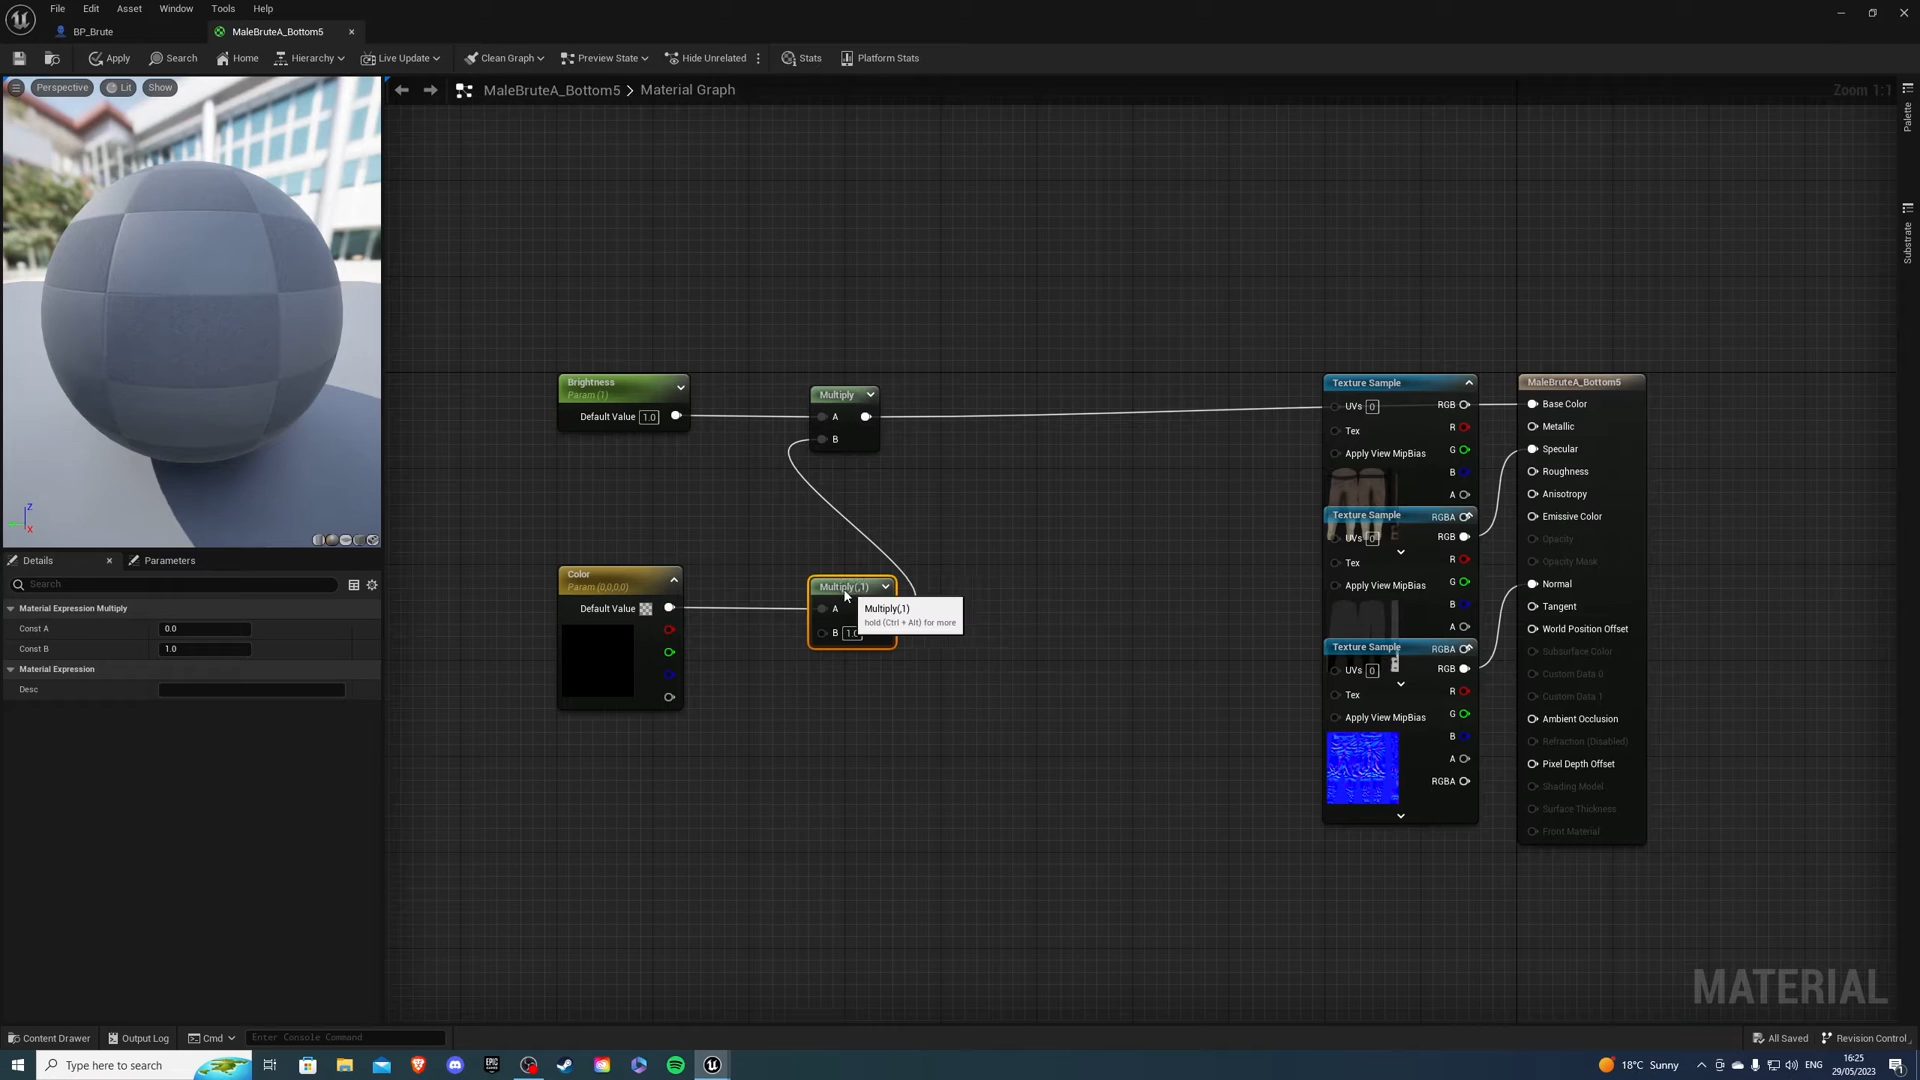 File Edit Asset Window Tools Help
BP_Brute MaleBruteA_Bottom5
Apply Search Home Hierarchy Live Update Clean Graph Preview State Hide Unrelated Stats Platform Stats
Perspective Lit Show
MaleBruteA_Bottom5 > Material Graph
Zoom 1:1
Palette
Substrate
Z
X
Brightness
Param (1)
Default Value 1.0
Multiply
A
B
Color
Param (0,0,0,0)
Default Value
Multiply(,1)
A
B 1.0
Multiply(,1)
hold (Ctrl + Alt) for more
Texture Sample
UVs 0 RGB
Tex R
Apply View MipBias G
B
A
RGBA
Texture Sample
UVs 0 RGB
Tex R
Apply View MipBias G
B
A
RGBA
Texture Sample
UVs 0 RGB
Tex R
Apply View MipBias G
B
A
RGBA
MaleBruteA_Bottom5
Base Color
Metallic
Specular
Roughness
Anisotropy
Emissive Color
Opacity
Opacity Mask
Normal
Tangent
World Position Offset
Subsurface Color
Custom Data 0
Custom Data 1
Ambient Occlusion
Refraction (Disabled)
Pixel Depth Offset
Shading Model
Surface Thickness
Front Material
Details Parameters
Search
Material Expression Multiply
Const A 0.0
Const B 1.0
Material Expression
Desc
MATERIAL
Content Drawer Output Log Cmd Enter Console Command All Saved Revision Control
Type here to search
EPIC GAMES
18°C Sunny
ENG
16:25
29/05/2023